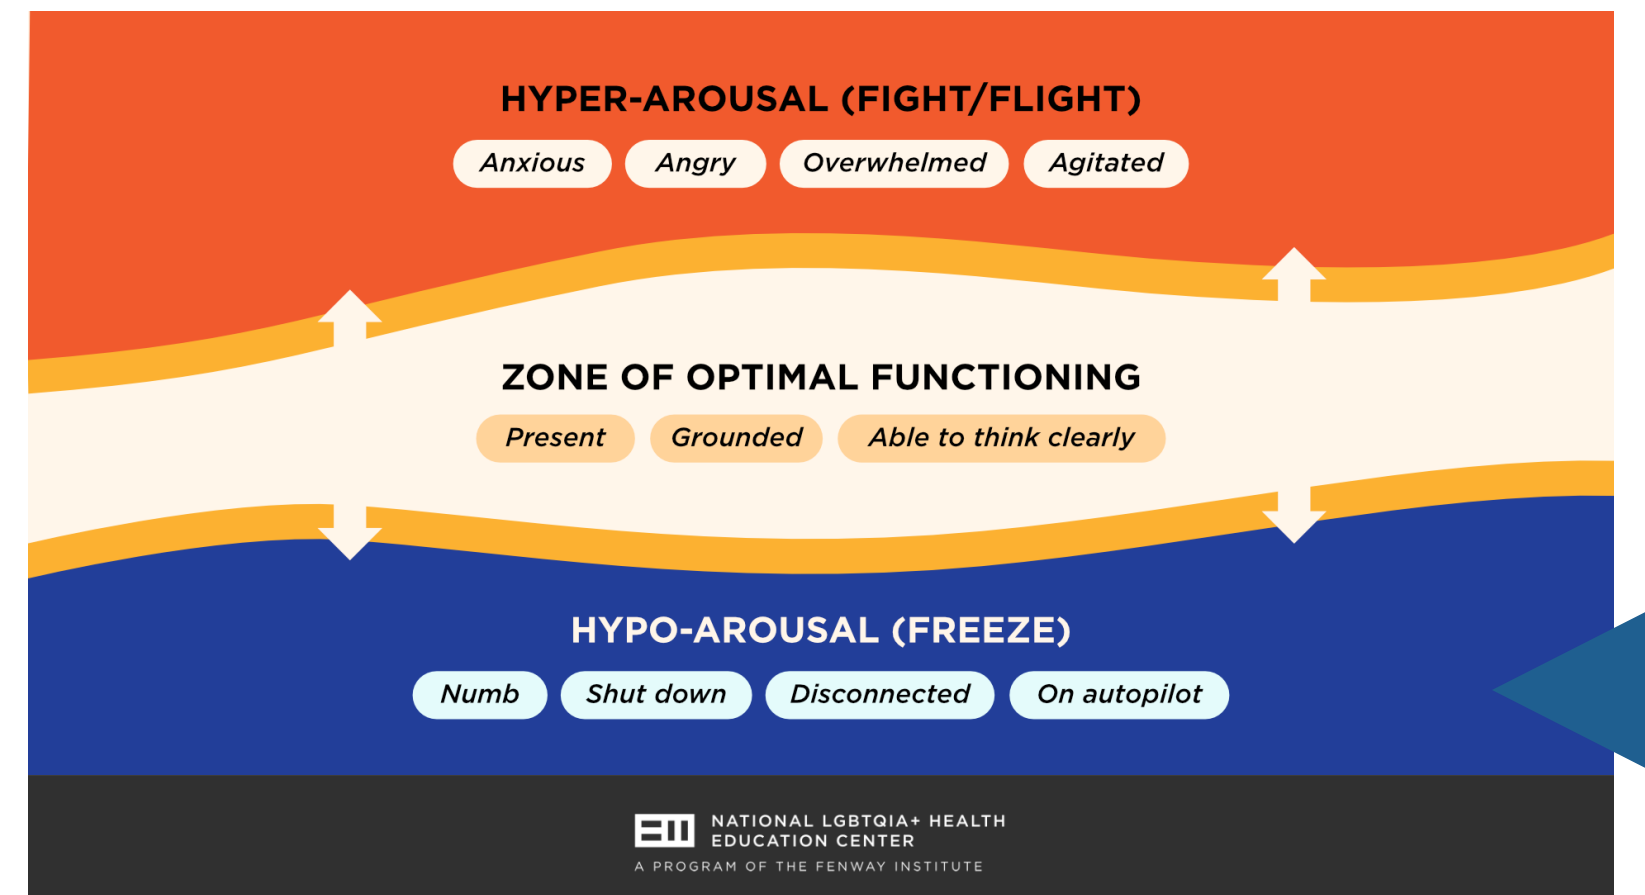 HYPER-AROUSAL (FIGHT/FLIGHT)
Anxious Angry Overwhelmed Agitated
ZONE OF OPTIMAL FUNCTIONING
Present Grounded Able to think clearly
HYPO-AROUSAL (FREEZE)
Numb Shut down Disconnected On autopilot
NATIONAL LGBTQIA+ HEALTH
EDUCATION CENTER
A PROGRAM OF THE FENWAY INSTITUTE